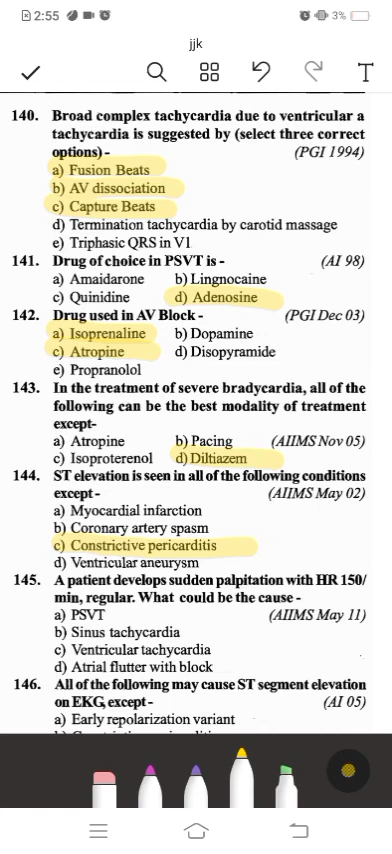 2:55
3%
jjk
T
140. Broad complex tachycardia due to ventricular a
tachycardia is suggested by (select three correct
options) - (PGI 1994)
a) Fusion Beats
b) AV dissociation
c) Capture Beats
d) Termination tachycardia by carotid massage
e) Triphasic QRS in V1
141. Drug of choice in PSVT is - (AI 98)
a) Amaidarone b) Lingnocaine
c) Quinidine d) Adenosine
142. Drug used in AV Block - (PGI Dec 03)
a) Isoprenaline b) Dopamine
c) Atropine d) Disopyramide
e) Propranolol
143. In the treatment of severe bradycardia, all of the
following can be the best modality of treatment
except-
a) Atropine b) Pacing (AIIMS Nov 05)
c) Isoproterenol d) Diltiazem
144. ST elevation is seen in all of the following conditions
except - (AIIMS May 02)
a) Myocardial infarction
b) Coronary artery spasm
c) Constrictive pericarditis
d) Ventricular aneurysm
145. A patient develops sudden palpitation with HR 150/
min, regular. What could be the cause -
a) PSVT (AIIMS May 11)
b) Sinus tachycardia
c) Ventricular tachycardia
d) Atrial flutter with block
146. All of the following may cause ST segment elevation
on EKG, except - (AI 05)
a) Early repolarization variant